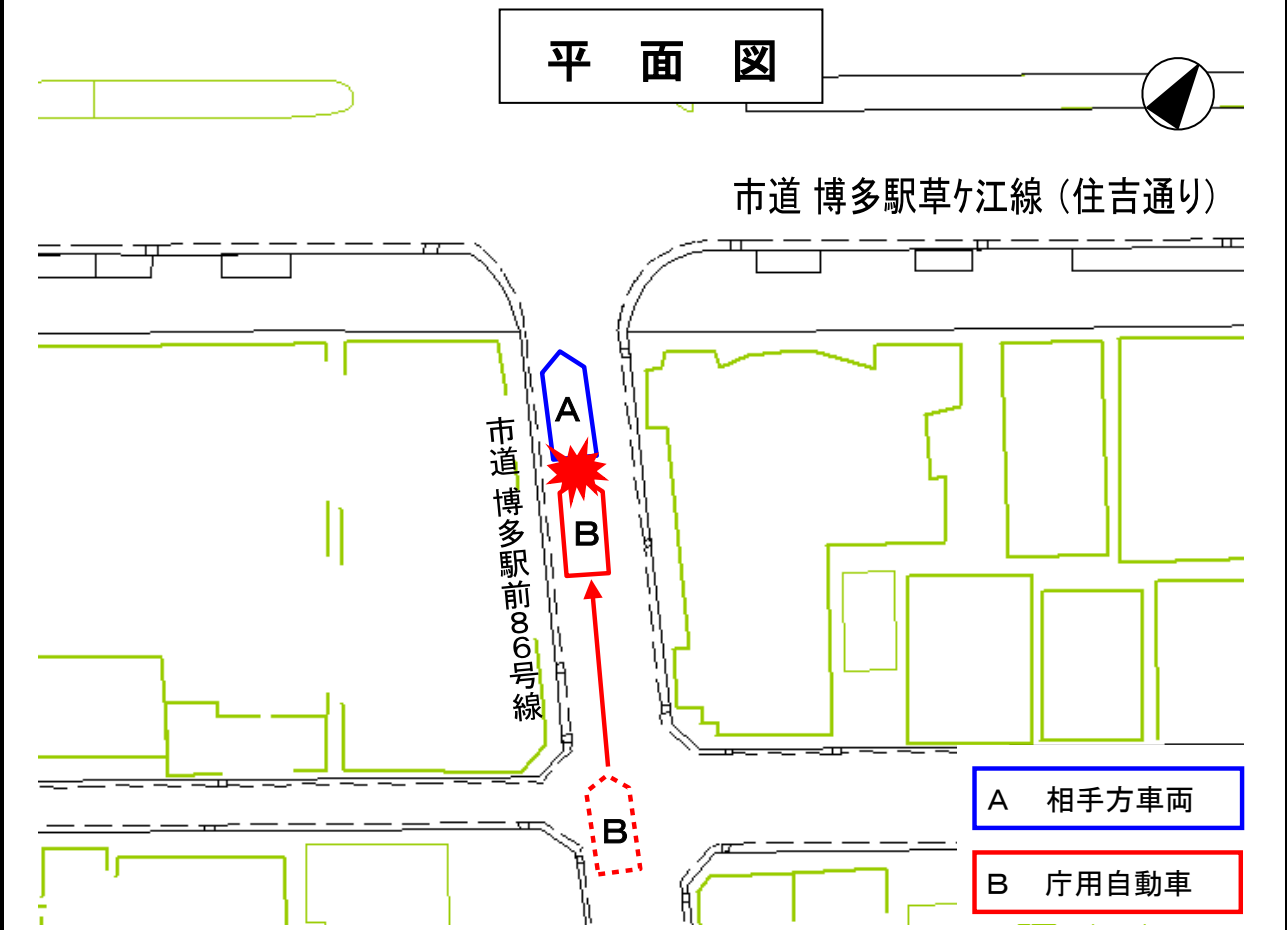 平 面 図
市道 博多駅草ケ江線（住吉通り）
A
市道 博多駅前86号線
B
B
A 相手方車両
B 庁用自動車